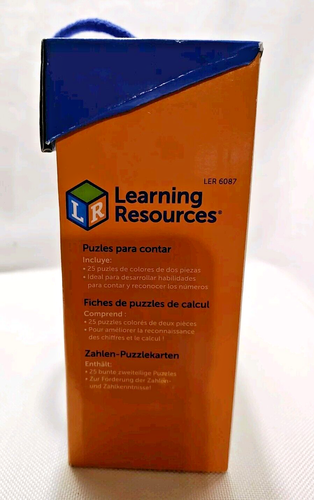 LER 6087
LR
Learning
Resources®
Puzles para contar
Incluye:
• 25 puzles de colores de dos piezas
• Ideal para desarrollar habilidades
para contar y reconocer los números
Fiches de puzzles de calcul
Comprend :
• 25 puzzles colorés de deux pièces
• Pour améliorer la reconnaissance
des chiffres et le calcul !
Zahlen-Puzzlekarten
Enthält:
• 25 bunte zweiteilige Puzzles
• Zur Förderung der Zahlen-
und Zählkenntnisse!